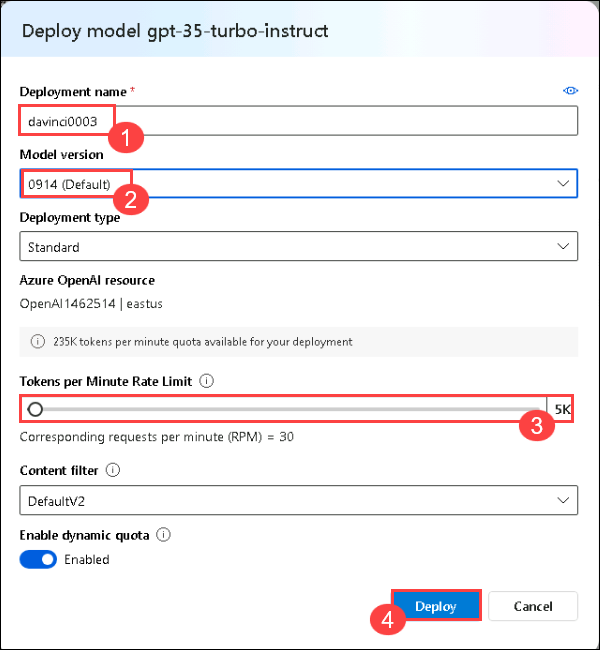 Deploy model gpt-35-turbo-instruct
Deployment name *
davinci0003
1
Model version
0914 (Default)
2
Deployment type
Standard
Azure OpenAI resource
OpenAI1462514 | eastus
235K tokens per minute quota available for your deployment
Tokens per Minute Rate Limit
5K
3
Corresponding requests per minute (RPM) = 30
Content filter
DefaultV2
Enable dynamic quota
Enabled
4
Deploy Cancel